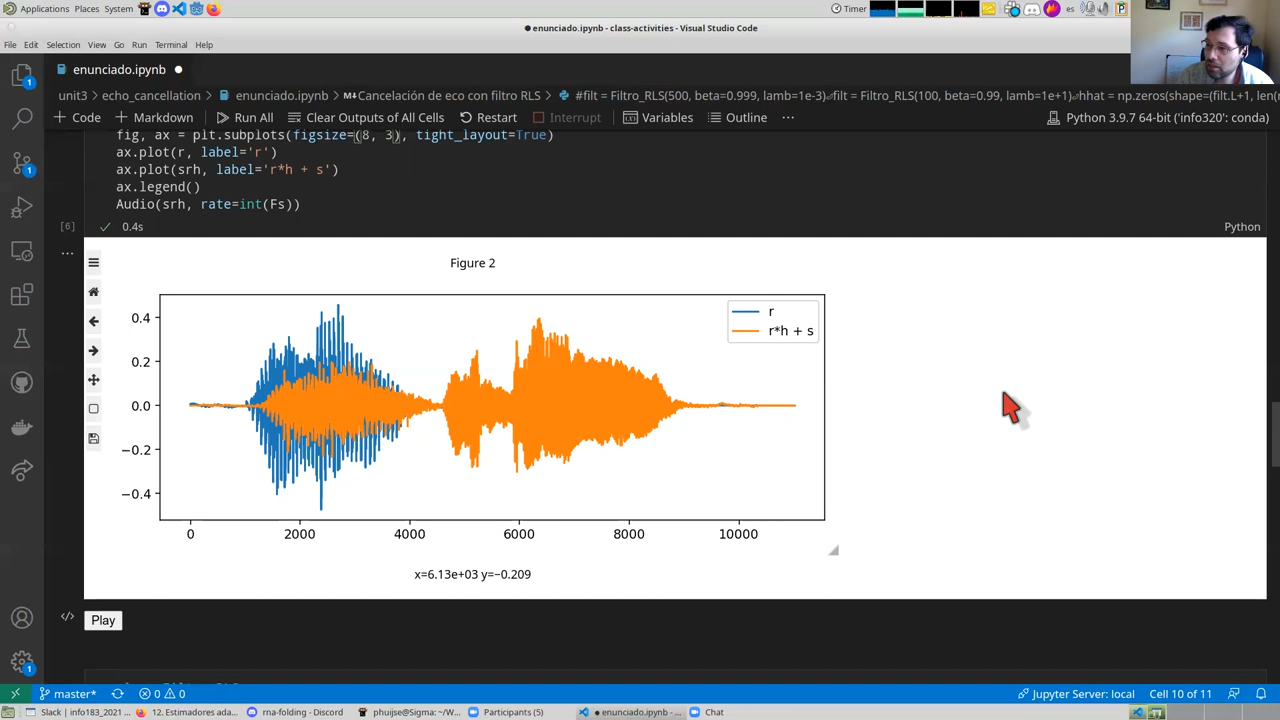 Applications Places System
Timer
es
enunciado.ipynb - class-activities - Visual Studio Code
File Edit Selection View Go Run Terminal Help
enunciado.ipynb
unit3 echo_cancellation enunciado.ipynb Cancelación de eco con filtro RLS #filt = Filtro_RLS(500, beta=0.999, lamb=1e-3) filt = Filtro_RLS(100, beta=0.99, lamb=1e+1) hhat = np.zeros(shape=(filt.L+1, len(
Code Markdown Run All Clear Outputs of All Cells Restart Interrupt Variables Outline Python 3.9.7 64-bit ('info320': conda)
fig, ax = plt.subplots(figsize=(8, 3), tight_layout=True)
ax.plot(r, label='r')
ax.plot(srh, label='r*h + s')
ax.legend()
Audio(srh, rate=int(Fs))
[6] 0.4s Python
Figure 2
r
r*h + s
0.4
0.2
0.0
−0.2
−0.4
0 2000 4000 6000 8000 10000
x=6.13e+03 y=−0.209
Play
master* 0 0 Jupyter Server: local Cell 10 of 11
Slack | info183_2021 ... 12. Estimadores ada... rna-folding - Discord phuijse@Sigma: ~/W... Participants (5) enunciado.ipynb - ... Chat